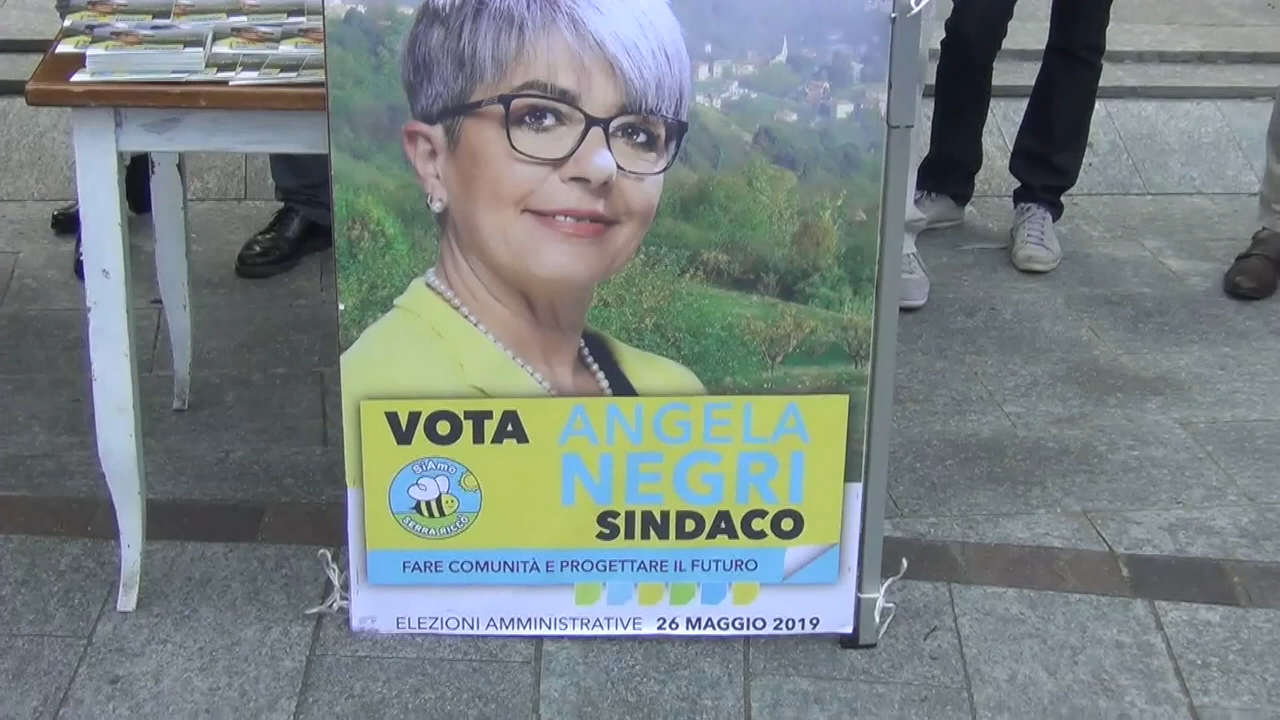 VOTA ANGELA
NEGRI
SINDACO
SiAmo
SERRA RICCÒ
FARE COMUNITÀ E PROGETTARE IL FUTURO
ELEZIONI AMMINISTRATIVE 26 MAGGIO 2019